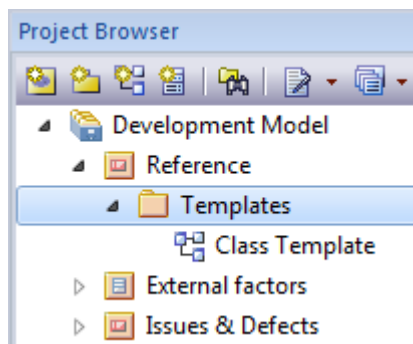 Project Browser
Development Model
Reference
Templates
Class Template
External factors
Issues & Defects